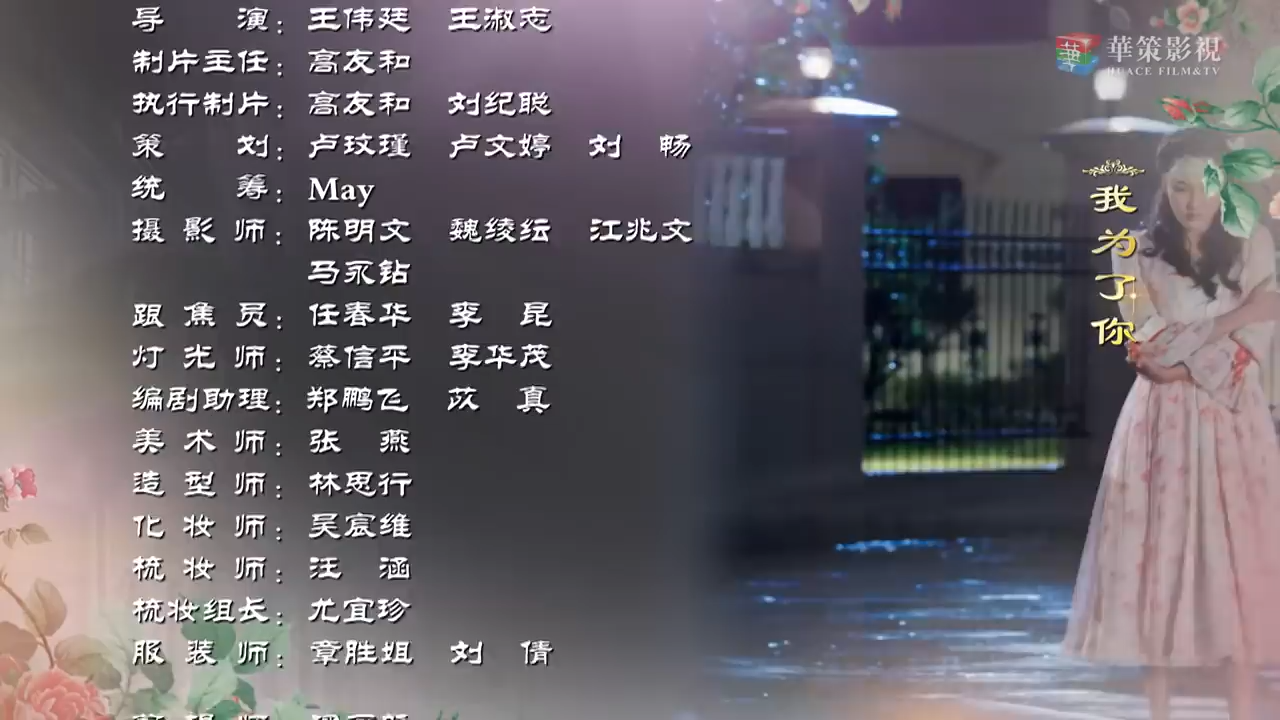 导演：王伟廷 王淑志
制片主任：高友和
执行制片：高友和 刘纪聪
策划：卢玟瑾 卢文婷 刘畅
统筹：May
摄影师：陈明文 魏绫纭 江兆文
马永钻
跟焦员：任春华 李昆
灯光师：蔡信平 李华茂
编剧助理：郑鹏飞 苡真
美术师：张燕
造型师：林思行
化妆师：吴宸维
梳妆师：汪涵
梳妆组长：尤宜珍
服装师：章胜姐 刘倩
華策影視
HUACE FILM&TV
我为了你